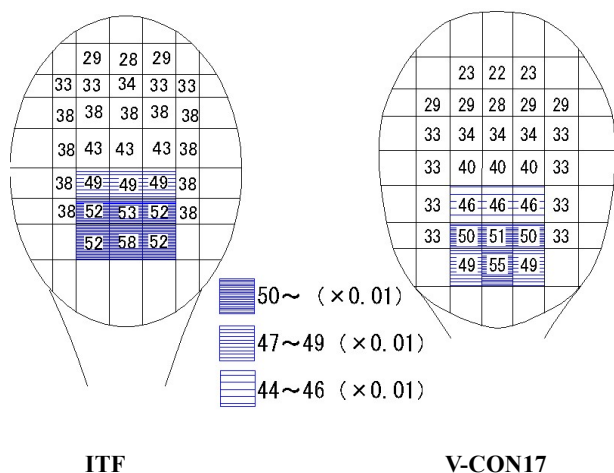 29 28 29
33 33 34 33 33
38 38 38 38 38
38 43 43 43 38
38 49 49 49 38
38 52 53 52 38
52 58 52
23 22 23
29 29 28 29 29
33 34 34 34 33
33 40 40 40 33
33 46 46 46 33
33 50 51 50 33
49 55 49
50～ (×0.01)
47～49 (×0.01)
44～46 (×0.01)
ITF
V-CON17